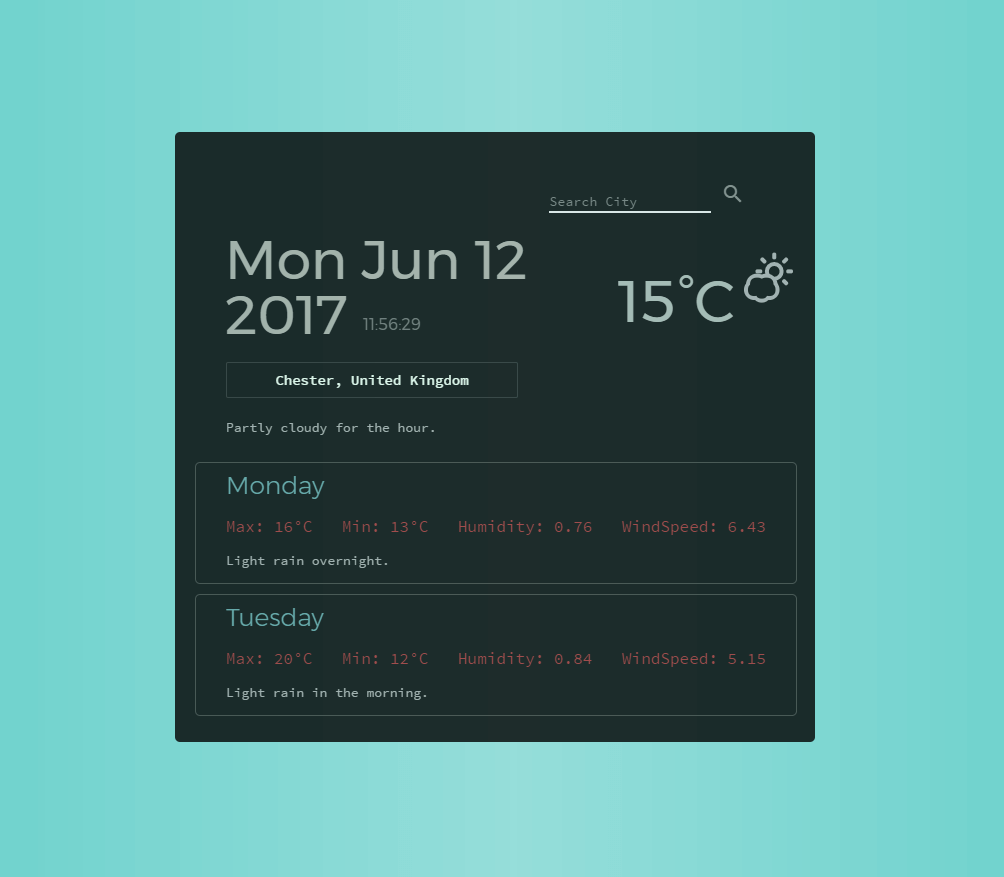 Search City
Mon Jun 12
2017 11:56:29
15°C
Chester, United Kingdom
Partly cloudy for the hour.
Monday
Max: 16°C Min: 13°C Humidity: 0.76 WindSpeed: 6.43
Light rain overnight.
Tuesday
Max: 20°C Min: 12°C Humidity: 0.84 WindSpeed: 5.15
Light rain in the morning.